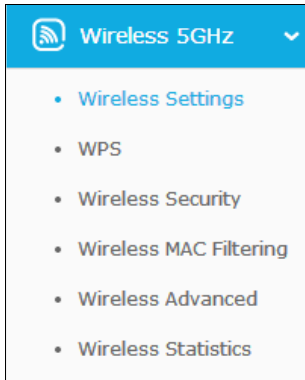 Wireless 5GHz
Wireless Settings
WPS
Wireless Security
Wireless MAC Filtering
Wireless Advanced
Wireless Statistics